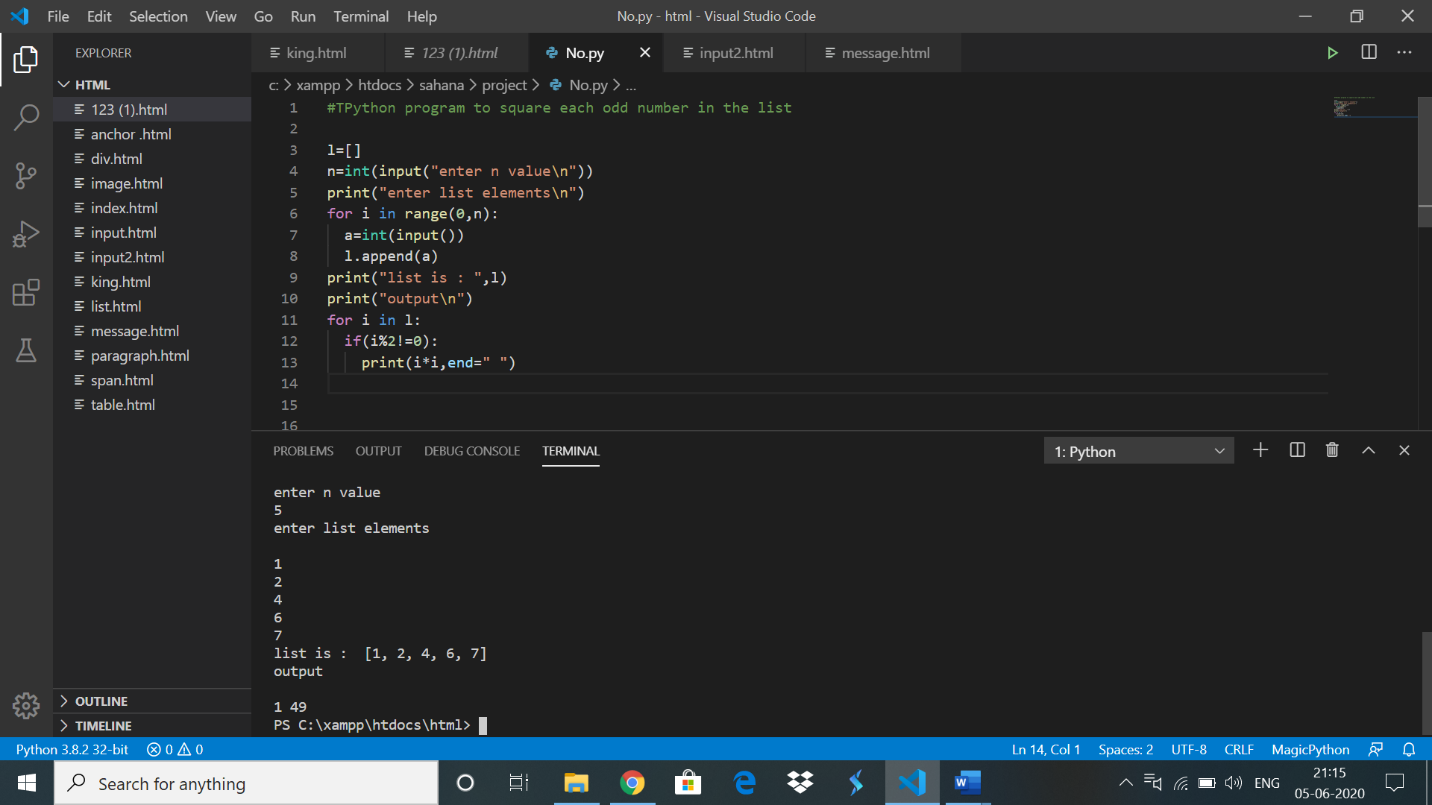 File Edit Selection View Go Run Terminal Help
No.py - html - Visual Studio Code
EXPLORER
HTML
123 (1).html
anchor .html
div.html
image.html
index.html
input.html
input2.html
king.html
list.html
message.html
paragraph.html
span.html
table.html
OUTLINE
TIMELINE
king.html 123 (1).html No.py input2.html message.html
c: > xampp > htdocs > sahana > project > No.py > ...
1 #TPython program to square each odd number in the list
2
3 l=[]
4 n=int(input("enter n value\n"))
5 print("enter list elements\n")
6 for i in range(0,n):
7   a=int(input())
8   l.append(a)
9 print("list is : ",l)
10 print("output\n")
11 for i in l:
12   if(i%2!=0):
13     print(i*i,end=" ")
14
15
16
PROBLEMS OUTPUT DEBUG CONSOLE TERMINAL
1: Python
enter n value
5
enter list elements
1
2
4
6
7
list is :  [1, 2, 4, 6, 7]
output
1 49
PS C:\xampp\htdocs\html>
Python 3.8.2 32-bit 0 0
Ln 14, Col 1 Spaces: 2 UTF-8 CRLF MagicPython
Search for anything
ENG
21:15
05-06-2020